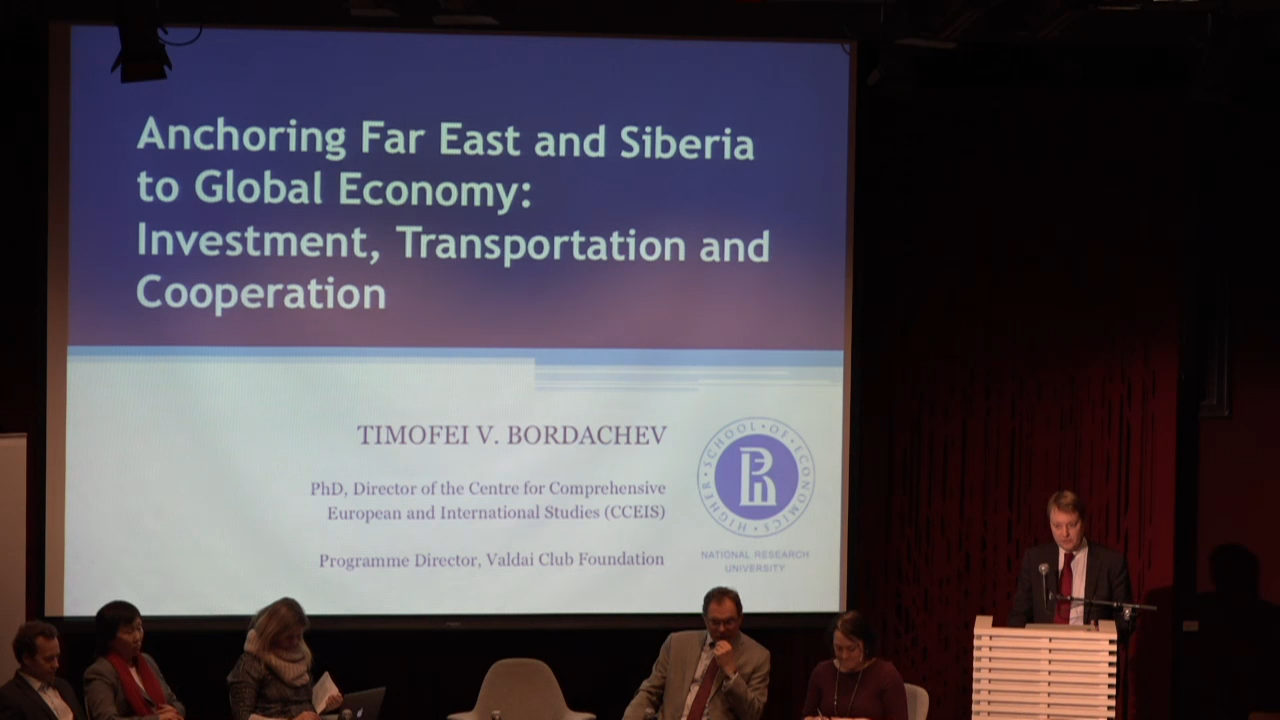 Anchoring Far East and Siberia
to Global Economy:
Investment, Transportation and
Cooperation
TIMOFEI V. BORDACHEV
PhD, Director of the Centre for Comprehensive
European and International Studies (CCEIS)
Programme Director, Valdai Club Foundation
HIGHER · SCHOOL · OF · ECONOMICS
NATIONAL RESEARCH
UNIVERSITY